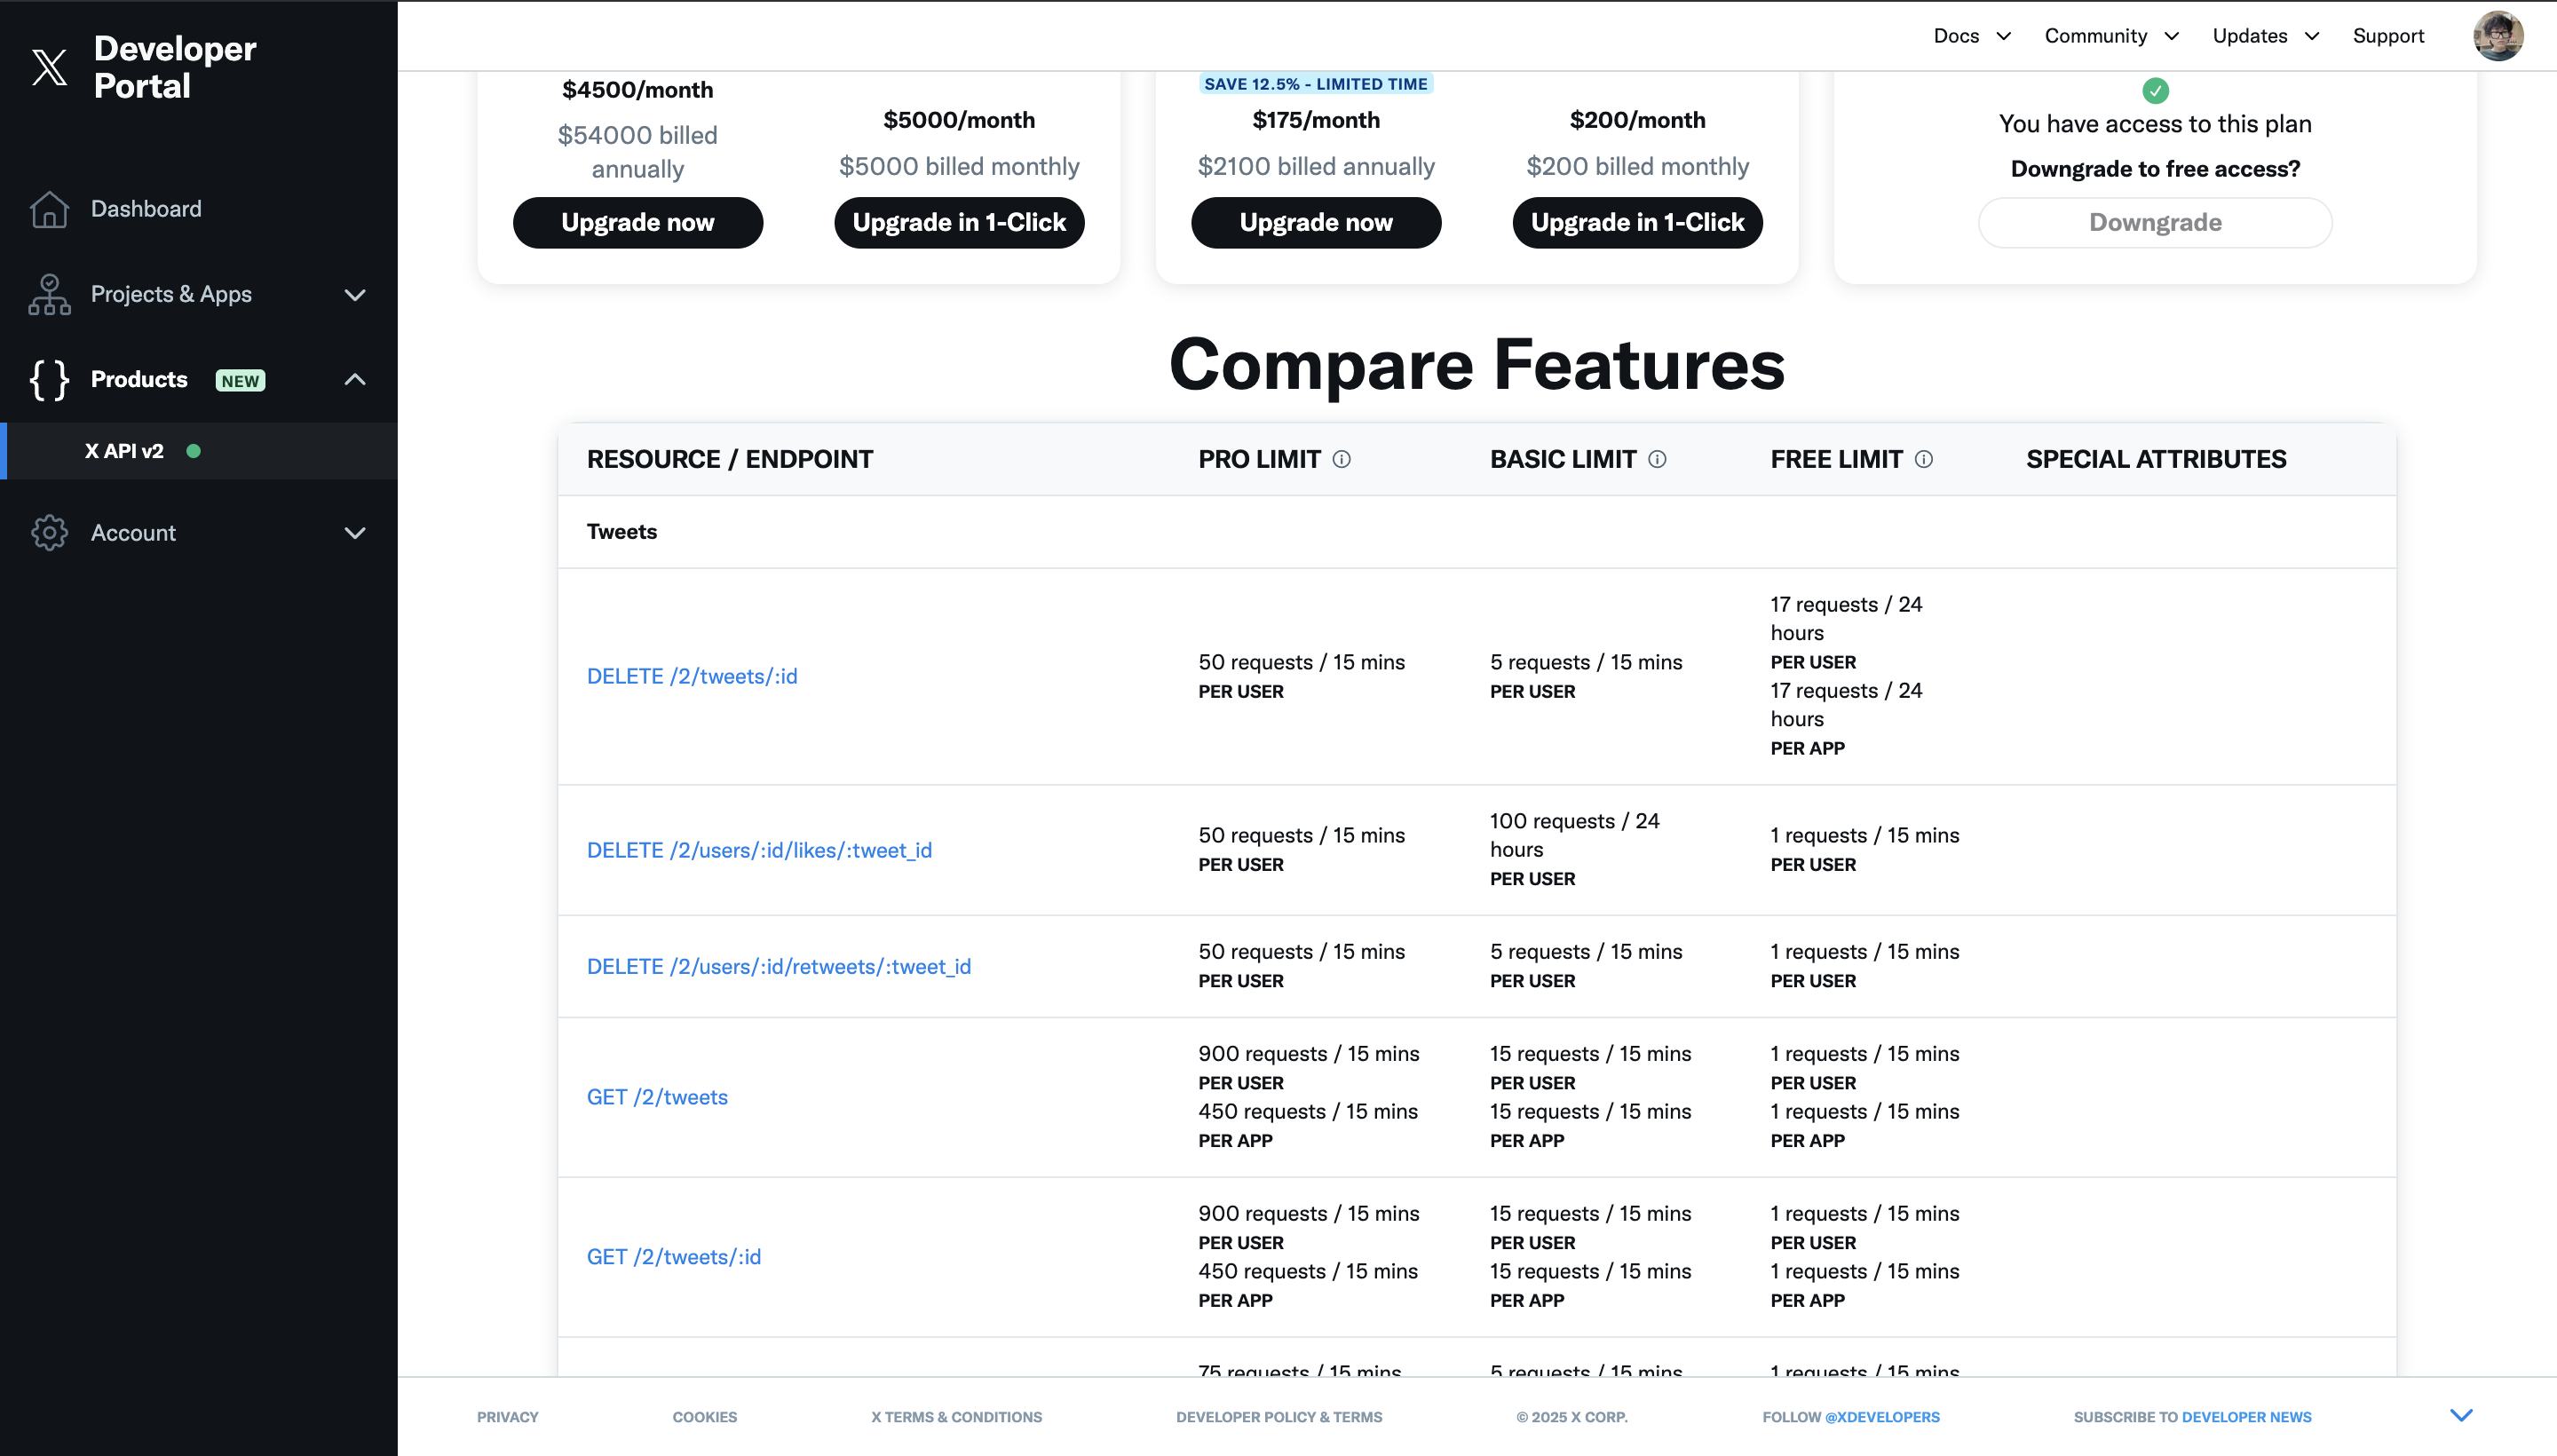 Developer
Portal
Dashboard
Projects & Apps
Products NEW
X API v2
Account
Docs Community Updates Support
$4500/month
$54000 billed
annually
Upgrade now
$5000/month
$5000 billed monthly
Upgrade in 1-Click
SAVE 12.5% - LIMITED TIME
$175/month
$2100 billed annually
Upgrade now
$200/month
$200 billed monthly
Upgrade in 1-Click
You have access to this plan
Downgrade to free access?
Downgrade
Compare Features
RESOURCE / ENDPOINT PRO LIMIT BASIC LIMIT FREE LIMIT SPECIAL ATTRIBUTES
Tweets
DELETE /2/tweets/:id
50 requests / 15 mins
PER USER
5 requests / 15 mins
PER USER
17 requests / 24
hours
PER USER
17 requests / 24
hours
PER APP
DELETE /2/users/:id/likes/:tweet_id
50 requests / 15 mins
PER USER
100 requests / 24
hours
PER USER
1 requests / 15 mins
PER USER
DELETE /2/users/:id/retweets/:tweet_id
50 requests / 15 mins
PER USER
5 requests / 15 mins
PER USER
1 requests / 15 mins
PER USER
GET /2/tweets
900 requests / 15 mins
PER USER
450 requests / 15 mins
PER APP
15 requests / 15 mins
PER USER
15 requests / 15 mins
PER APP
1 requests / 15 mins
PER USER
1 requests / 15 mins
PER APP
GET /2/tweets/:id
900 requests / 15 mins
PER USER
450 requests / 15 mins
PER APP
15 requests / 15 mins
PER USER
15 requests / 15 mins
PER APP
1 requests / 15 mins
PER USER
1 requests / 15 mins
PER APP
75 requests / 15 mins
5 requests / 15 mins
1 requests / 15 mins
PRIVACY COOKIES X TERMS & CONDITIONS DEVELOPER POLICY & TERMS © 2025 X CORP. FOLLOW @XDEVELOPERS SUBSCRIBE TO DEVELOPER NEWS